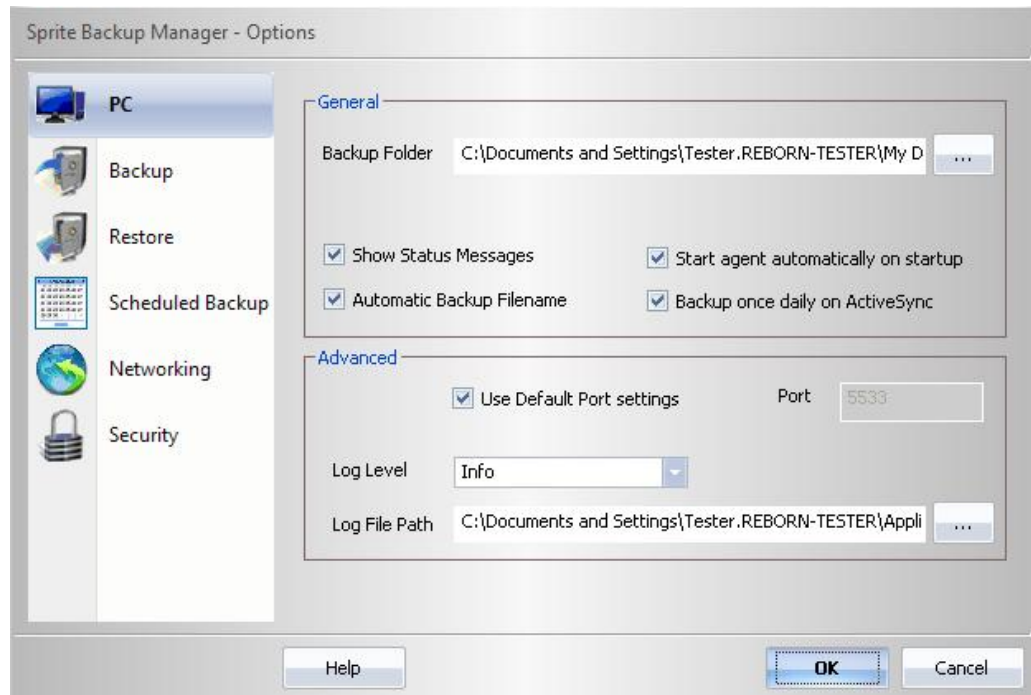 Sprite Backup Manager - Options
PC
Backup
Restore
Scheduled Backup
Networking
Security
General
Backup Folder C:\Documents and Settings\Tester.REBORN-TESTER\My D ...
Show Status Messages
Start agent automatically on startup
Automatic Backup Filename
Backup once daily on ActiveSync
Advanced
Use Default Port settings
Port 5533
Log Level Info
Log File Path C:\Documents and Settings\Tester.REBORN-TESTER\Appli ...
Help
OK
Cancel